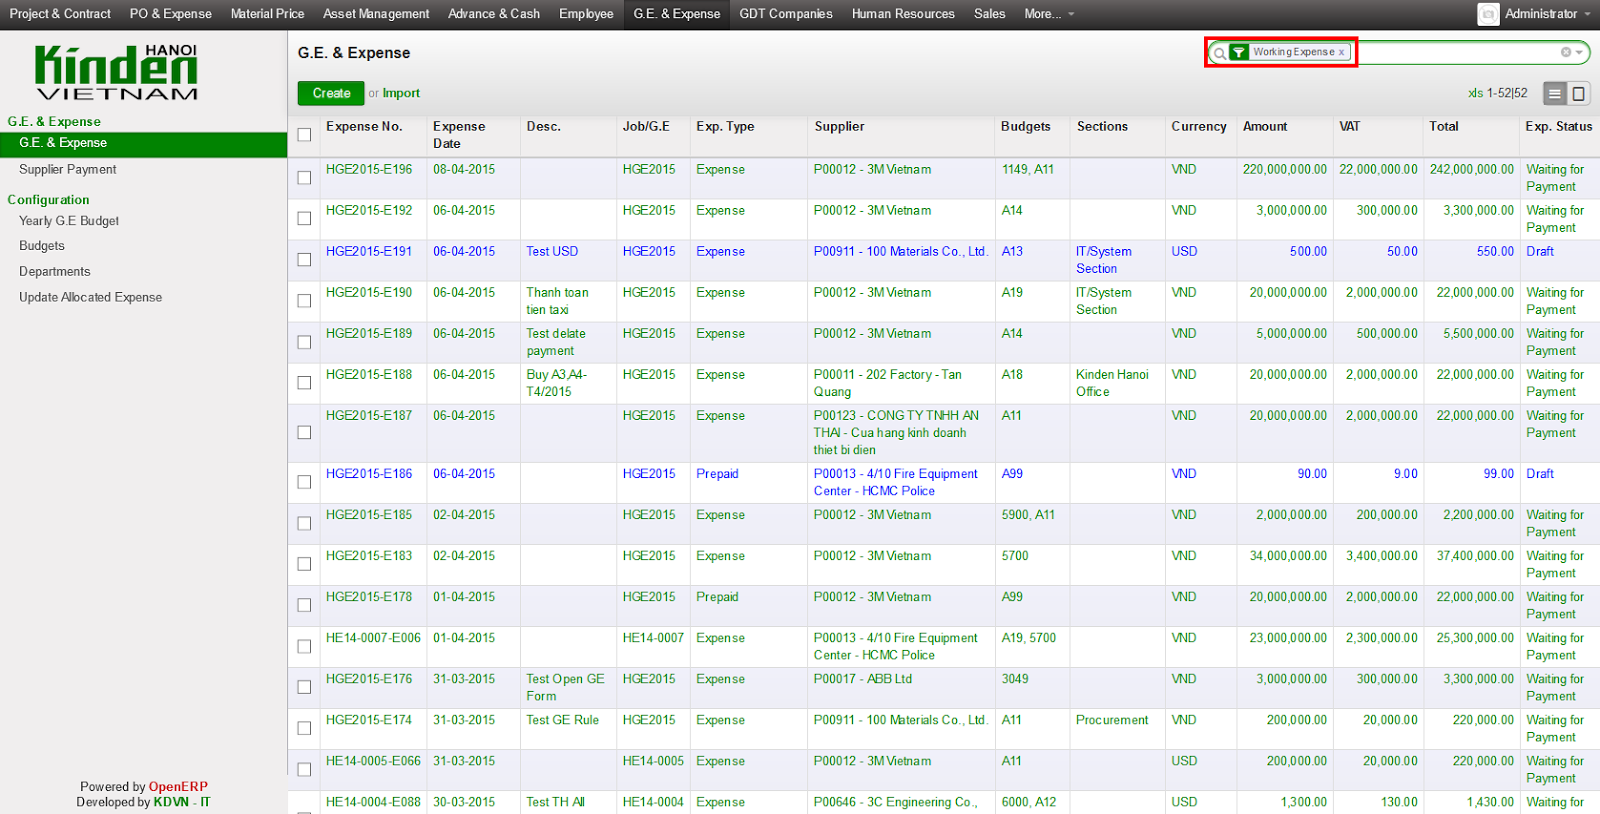 Project & Contract PO & Expense Material Price Asset Management Advance & Cash Employee G.E. & Expense GDT Companies Human Resources Sales More... Administrator
Kinden HANOI
VIETNAM
G.E. & Expense
G.E. & Expense
Supplier Payment
Configuration
Yearly G.E Budget
Budgets
Departments
Update Allocated Expense
Powered by OpenERP
Developed by KDVN - IT
G.E. & Expense
Working Expense x
Create or Import
xls 1-52|52
Expense No. Expense Date Desc. Job/G.E Exp. Type Supplier Budgets Sections Currency Amount VAT Total Exp. Status
HGE2015-E196 08-04-2015 HGE2015 Expense P00012 - 3M Vietnam 1149, A11 VND 220,000,000.00 22,000,000.00 242,000,000.00 Waiting for
Payment
HGE2015-E192 06-04-2015 HGE2015 Expense P00012 - 3M Vietnam A14 VND 3,000,000.00 300,000.00 3,300,000.00 Waiting for
Payment
HGE2015-E191 06-04-2015 Test USD HGE2015 Expense P00911 - 100 Materials Co., Ltd. A13 IT/System USD 500.00 50.00 550.00 Draft
Section
HGE2015-E190 06-04-2015 Thanh toan HGE2015 Expense P00012 - 3M Vietnam A19 IT/System VND 20,000,000.00 2,000,000.00 22,000,000.00 Waiting for
tien taxi Section Payment
HGE2015-E189 06-04-2015 Test delate HGE2015 Expense P00012 - 3M Vietnam A14 VND 5,000,000.00 500,000.00 5,500,000.00 Waiting for
payment Payment
HGE2015-E188 06-04-2015 Buy A3,A4- HGE2015 Expense P00011 - 202 Factory - Tan A18 Kinden Hanoi VND 20,000,000.00 2,000,000.00 22,000,000.00 Waiting for
T4/2015 Quang Office Payment
HGE2015-E187 06-04-2015 HGE2015 Expense P00123 - CONG TY TNHH AN A11 VND 20,000,000.00 2,000,000.00 22,000,000.00 Waiting for
THAI - Cua hang kinh doanh Payment
thiet bi dien
HGE2015-E186 06-04-2015 HGE2015 Prepaid P00013 - 4/10 Fire Equipment A99 VND 90.00 9.00 99.00 Draft
Center - HCMC Police
HGE2015-E185 02-04-2015 HGE2015 Expense P00012 - 3M Vietnam 5900, A11 VND 2,000,000.00 200,000.00 2,200,000.00 Waiting for
Payment
HGE2015-E183 02-04-2015 HGE2015 Expense P00012 - 3M Vietnam 5700 VND 34,000,000.00 3,400,000.00 37,400,000.00 Waiting for
Payment
HGE2015-E178 01-04-2015 HGE2015 Prepaid P00012 - 3M Vietnam A99 VND 20,000,000.00 2,000,000.00 22,000,000.00 Waiting for
Payment
HE14-0007-E006 01-04-2015 HE14-0007 Expense P00013 - 4/10 Fire Equipment A19, 5700 VND 23,000,000.00 2,300,000.00 25,300,000.00 Waiting for
Center - HCMC Police Payment
HGE2015-E176 31-03-2015 Test Open GE HGE2015 Expense P00017 - ABB Ltd 3049 VND 3,000,000.00 300,000.00 3,300,000.00 Waiting for
Form Payment
HGE2015-E174 31-03-2015 Test GE Rule HGE2015 Expense P00911 - 100 Materials Co., Ltd. A11 Procurement VND 200,000.00 20,000.00 220,000.00 Waiting for
Payment
HE14-0005-E066 31-03-2015 HE14-0005 Expense P00012 - 3M Vietnam A11 USD 200,000.00 20,000.00 220,000.00 Waiting for
Payment
HE14-0004-E088 30-03-2015 Test TH All HE14-0004 Expense P00646 - 3C Engineering Co., 6000, A12 USD 1,300.00 130.00 1,430.00 Waiting for